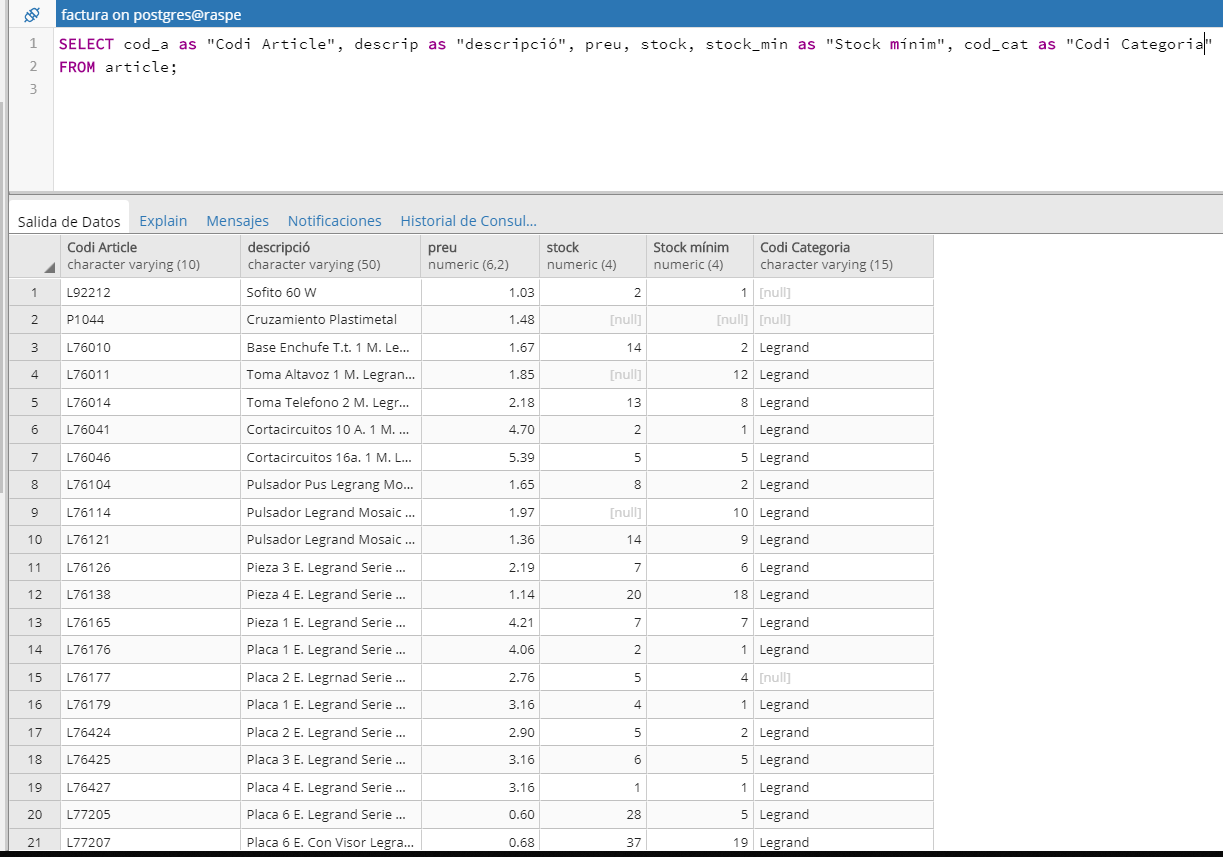 factura on postgres@raspe
1 SELECT cod_a as "Codi Article", descrip as "descripció", preu, stock, stock_min as "Stock mínim", cod_cat as "Codi Categoria"
2 FROM article;
3
Salida de Datos Explain Mensajes Notificaciones Historial de Consul...
Codi Article descripció preu stock Stock mínim Codi Categoria
character varying (10) character varying (50) numeric (6,2) numeric (4) numeric (4) character varying (15)
1 L92212 Sofito 60 W 1.03 2 1 [null]
2 P1044 Cruzamiento Plastimetal 1.48 [null] [null] [null]
3 L76010 Base Enchufe T.t. 1 M. Le... 1.67 14 2 Legrand
4 L76011 Toma Altavoz 1 M. Legran... 1.85 [null] 12 Legrand
5 L76014 Toma Telefono 2 M. Legr... 2.18 13 8 Legrand
6 L76041 Cortacircuitos 10 A. 1 M. ... 4.70 2 1 Legrand
7 L76046 Cortacircuitos 16a. 1 M. L... 5.39 5 5 Legrand
8 L76104 Pulsador Pus Legrang Mo... 1.65 8 2 Legrand
9 L76114 Pulsador Legrand Mosaic ... 1.97 [null] 10 Legrand
10 L76121 Pulsador Legrand Mosaic ... 1.36 14 9 Legrand
11 L76126 Pieza 3 E. Legrand Serie ... 2.19 7 6 Legrand
12 L76138 Pieza 4 E. Legrand Serie ... 1.14 20 18 Legrand
13 L76165 Pieza 1 E. Legrand Serie ... 4.21 7 7 Legrand
14 L76176 Placa 1 E. Legrand Serie ... 4.06 2 1 Legrand
15 L76177 Placa 2 E. Legrnad Serie ... 2.76 5 4 [null]
16 L76179 Placa 1 E. Legrand Serie ... 3.16 4 1 Legrand
17 L76424 Placa 2 E. Legrand Serie ... 2.90 5 2 Legrand
18 L76425 Placa 3 E. Legrand Serie ... 3.16 6 5 Legrand
19 L76427 Placa 4 E. Legrand Serie ... 3.16 1 1 Legrand
20 L77205 Placa 6 E. Legrand Serie ... 0.60 28 5 Legrand
21 L77207 Placa 6 E. Con Visor Legra... 0.68 37 19 Legrand